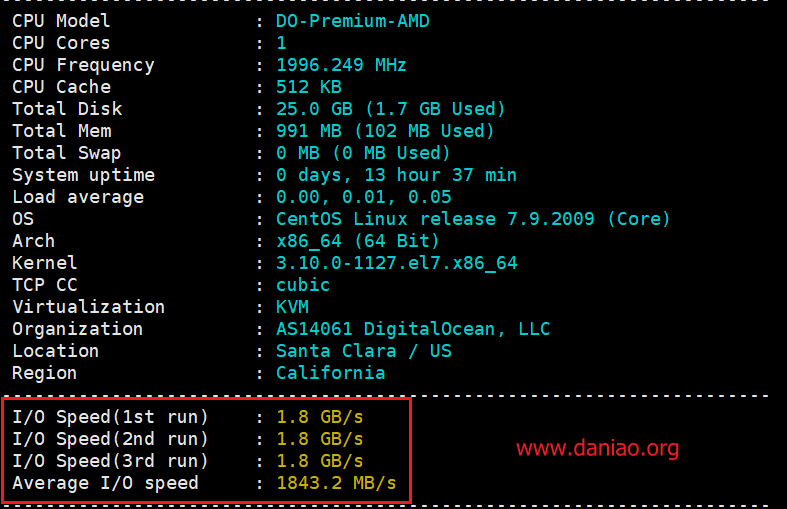 CPU Model : DO-Premium-AMD
CPU Cores : 1
CPU Frequency : 1996.249 MHz
CPU Cache : 512 KB
Total Disk : 25.0 GB (1.7 GB Used)
Total Mem : 991 MB (102 MB Used)
Total Swap : 0 MB (0 MB Used)
System uptime : 0 days, 13 hour 37 min
Load average : 0.00, 0.01, 0.05
OS : CentOS Linux release 7.9.2009 (Core)
Arch : x86_64 (64 Bit)
Kernel : 3.10.0-1127.el7.x86_64
TCP CC : cubic
Virtualization : KVM
Organization : AS14061 DigitalOcean, LLC
Location : Santa Clara / US
Region : California
I/O Speed(1st run) : 1.8 GB/s
I/O Speed(2nd run) : 1.8 GB/s
I/O Speed(3rd run) : 1.8 GB/s
Average I/O speed : 1843.2 MB/s
www.daniao.org